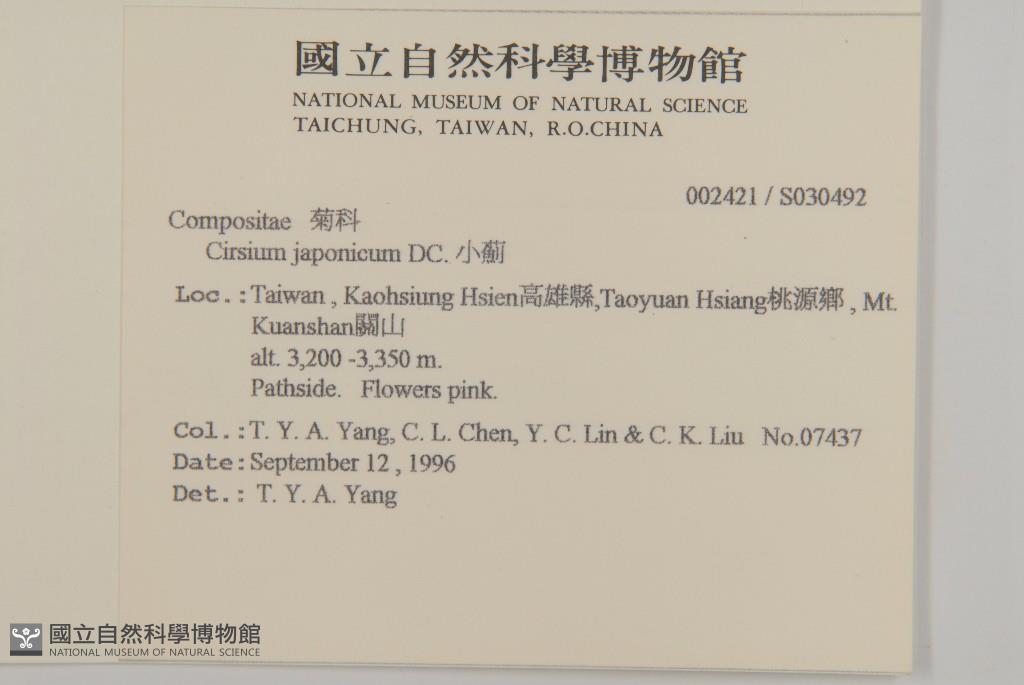 國立自然科學博物館
NATIONAL MUSEUM OF NATURAL SCIENCE
TAICHUNG, TAIWAN, R.O.CHINA
002421 / S030492
Compositae 菊科
Cirsium japonicum DC. 小薊
Loc.:Taiwan , Kaohsiung Hsien高雄縣,Taoyuan Hsiang桃源鄉 , Mt.
Kuanshan關山
alt. 3,200 -3,350 m.
Pathside. Flowers pink.
Col.:T. Y. A. Yang, C. L. Chen, Y. C. Lin & C. K. Liu No.07437
Date:September 12 , 1996
Det.: T. Y. A. Yang
國立自然科學博物館
NATIONAL MUSEUM OF NATURAL SCIENCE